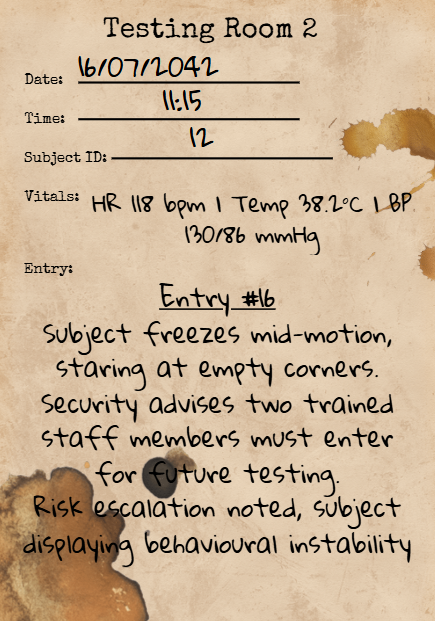 Testing Room 2
Date: 16/07/2042
Time: 11:15
Subject ID: 12
Vitals: HR 118 bpm | Temp 38.2°C | BP
130/86 mmHg
Entry:
Entry #16
Subject freezes mid-motion,
staring at empty corners.
Security advises two trained
staff members must enter
for future testing.
Risk escalation noted, subject
displaying behavioural instability